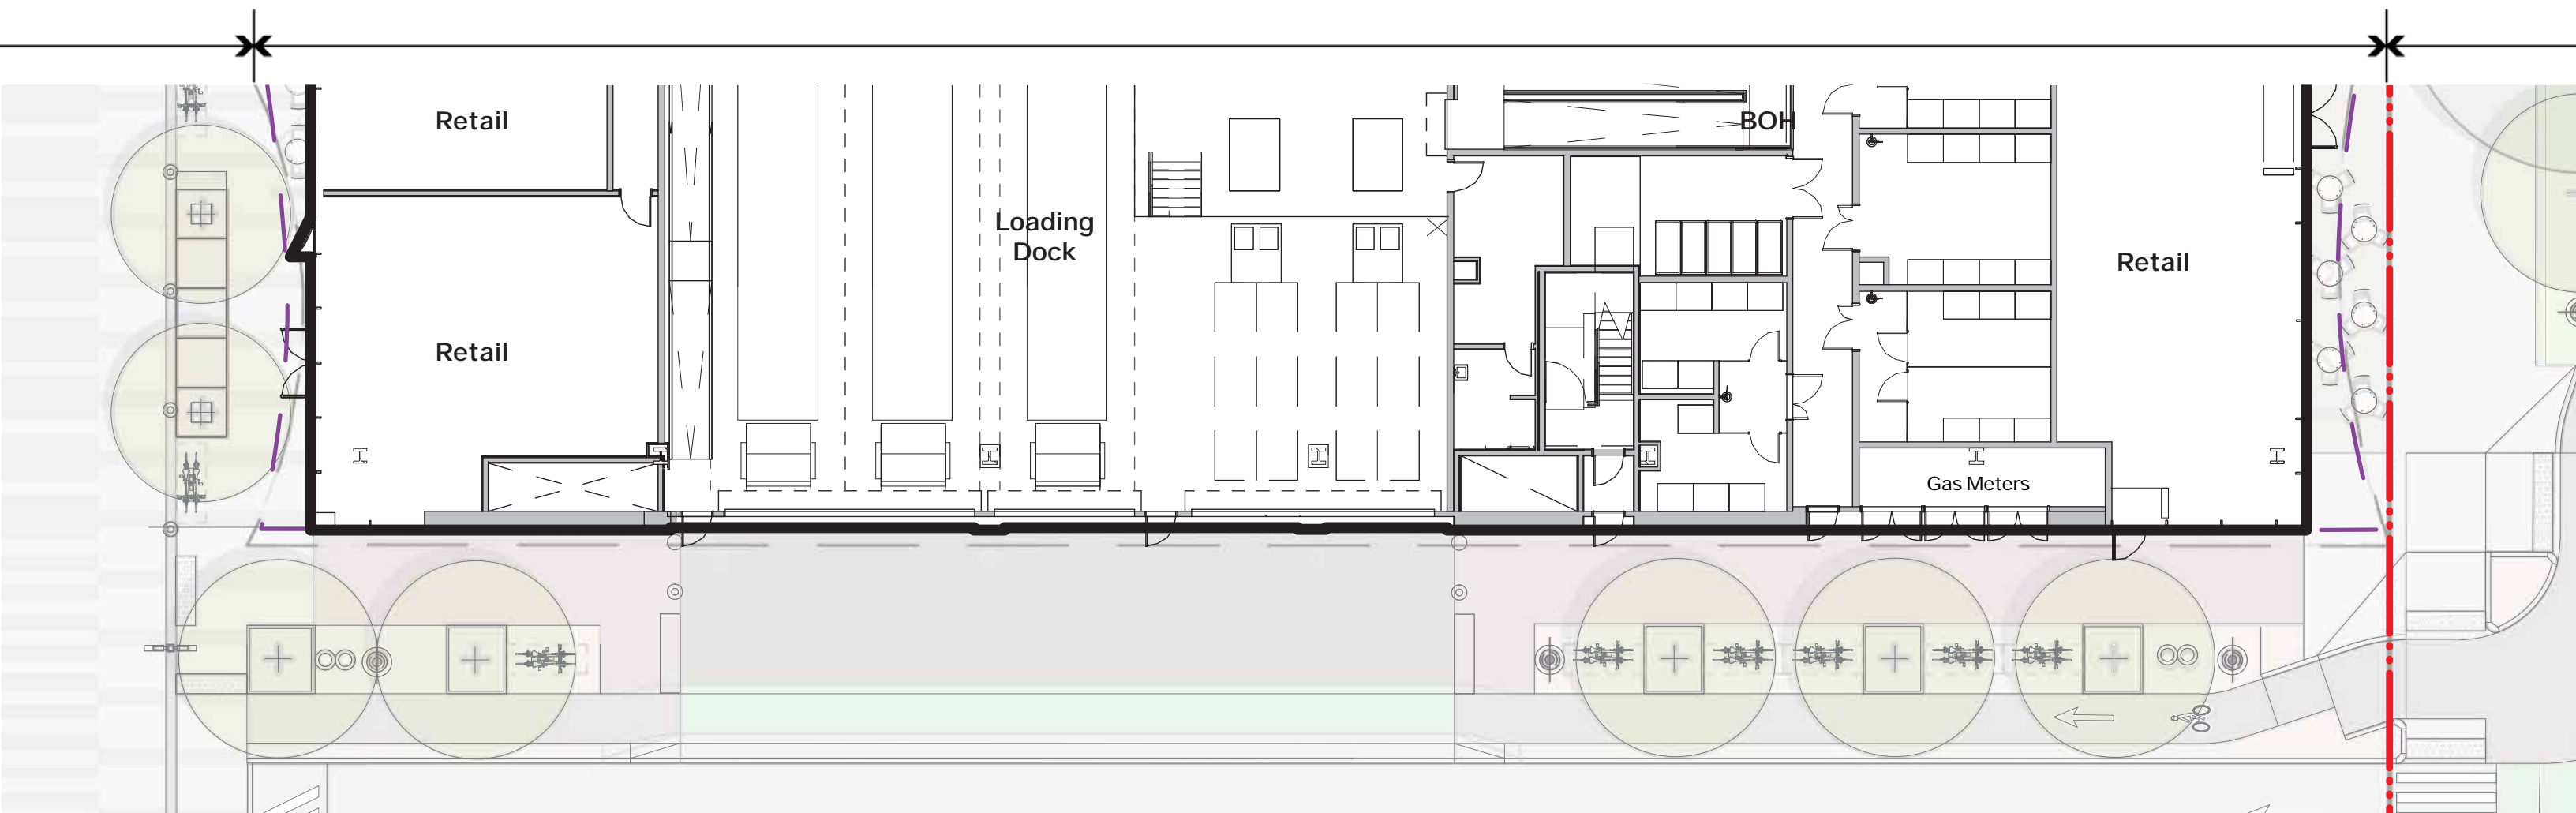 Retail
BOH
Loading
Dock
Retail
Retail
Gas Meters